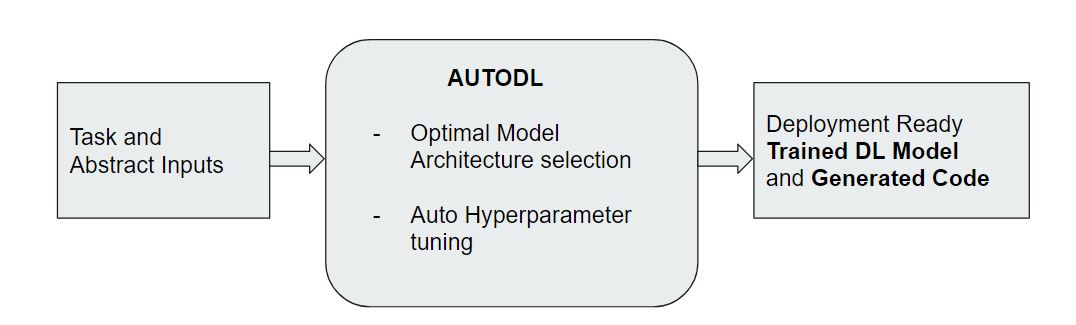 Task and
Abstract Inputs
AUTODL
- Optimal Model
Architecture selection
- Auto Hyperparameter
tuning
Deployment Ready
Trained DL Model
and Generated Code